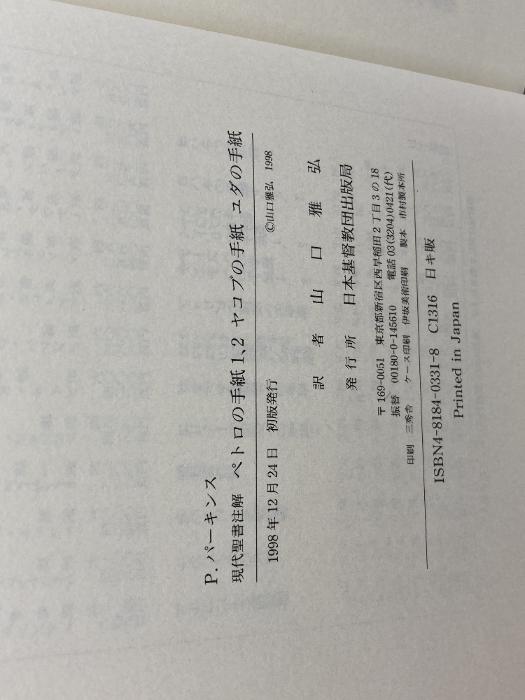 P. パーキンス
現代聖書注解 ペトロの手紙 1、2 ヤコブの手紙 ユダの手紙
1998 年 12 月 24 日 初版発行 ©山口雅弘 1998
訳者 山口雅弘
発行所 日本基督教団出版局
〒169-0051 東京都新宿区西早稲田 2 丁目 3 の 18
振替 00180-0-145610 電話 03(3204)0421(代)
印刷 三秀舎 ケース印刷 伊坂美術印刷 製本 市村製本所
ISBN4-8184-0331-8 C1316 日キ販
Printed in Japan